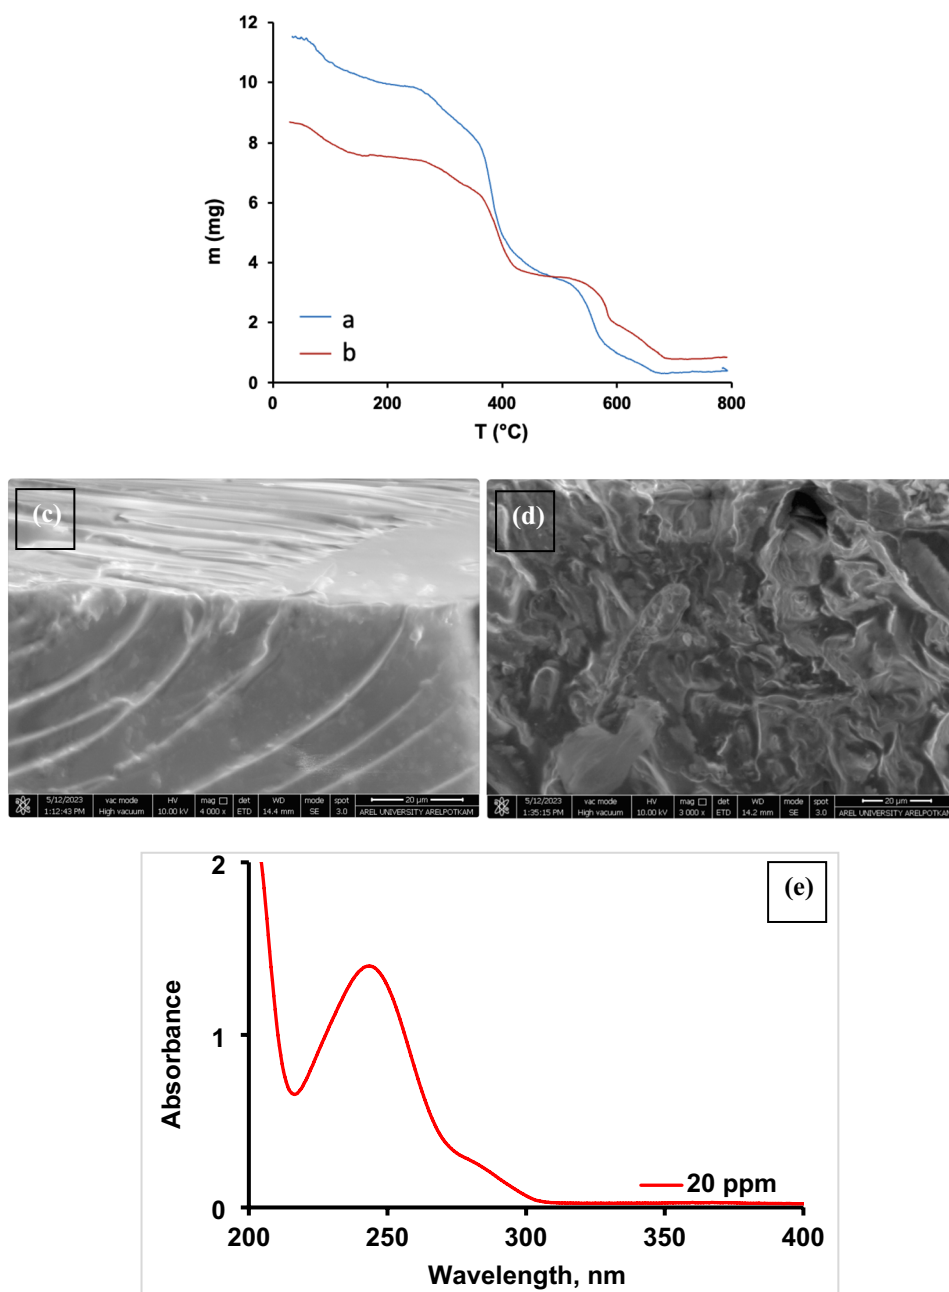 12
10
8
6
4
2
0
m (mg)
a
b
0 200 400 600 800
T (°C)
(c)
5/12/2023 vac mode HV mag det WD mode spot 20 μm
1:12:43 PM High vacuum 10.00 kV 4 000 x ETD 14.4 mm SE 3.0 AREL UNIVERSITY ARELPOTKAM
(d)
5/12/2023 vac mode HV mag det WD mode spot 20 μm
1:35:15 PM High vacuum 10.00 kV 3 000 x ETD 14.2 mm SE 3.0 AREL UNIVERSITY ARELPOTKAM
(e)
2
1
0
Absorbance
20 ppm
200 250 300 350 400
Wavelength, nm